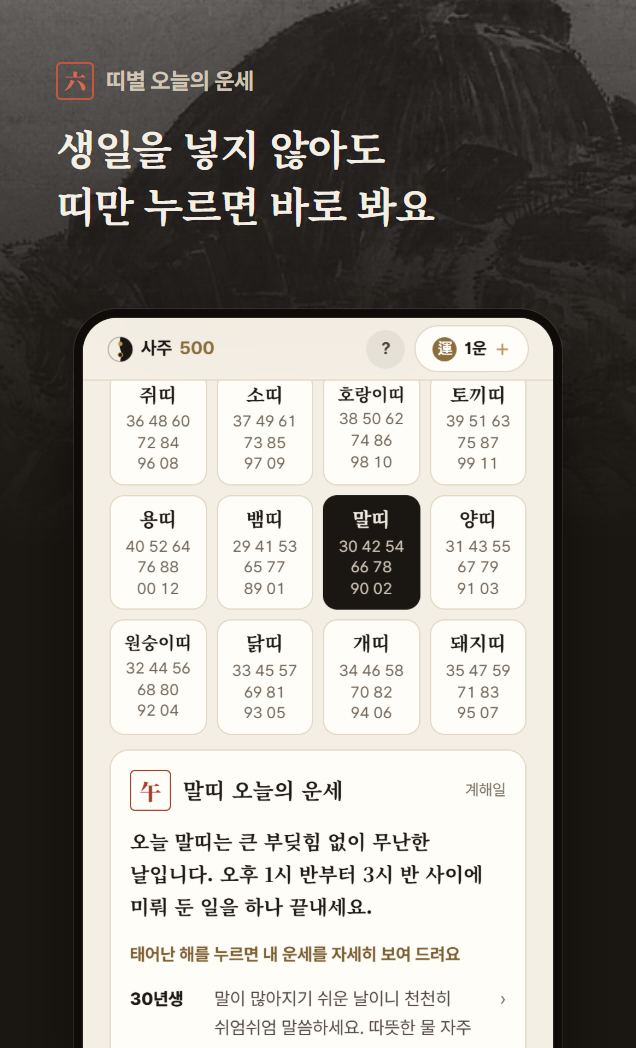 六 띠별 오늘의 운세
생일을 넣지 않아도
띠만 누르면 바로 봐요
사주 500 ? 運 1운 +
쥐띠 소띠 호랑이띠 토끼띠
36 48 60 37 49 61 38 50 62 39 51 63
72 84 73 85 74 86 75 87
96 08 97 09 98 10 99 11
용띠 뱀띠 말띠 양띠
40 52 64 29 41 53 30 42 54 31 43 55
76 88 65 77 66 78 67 79
00 12 89 01 90 02 91 03
원숭이띠 닭띠 개띠 돼지띠
32 44 56 33 45 57 34 46 58 35 47 59
68 80 69 81 70 82 71 83
92 04 93 05 94 06 95 07
午 말띠 오늘의 운세 계해일
오늘 말띠는 큰 부딪힘 없이 무난한
날입니다. 오후 1시 반부터 3시 반 사이에
미뤄 둔 일을 하나 끝내세요.
태어난 해를 누르면 내 운세를 자세히 보여 드려요
30년생 말이 많아지기 쉬운 날이니 천천히 ›
쉬엄쉬엄 말씀하세요. 따뜻한 물 자주